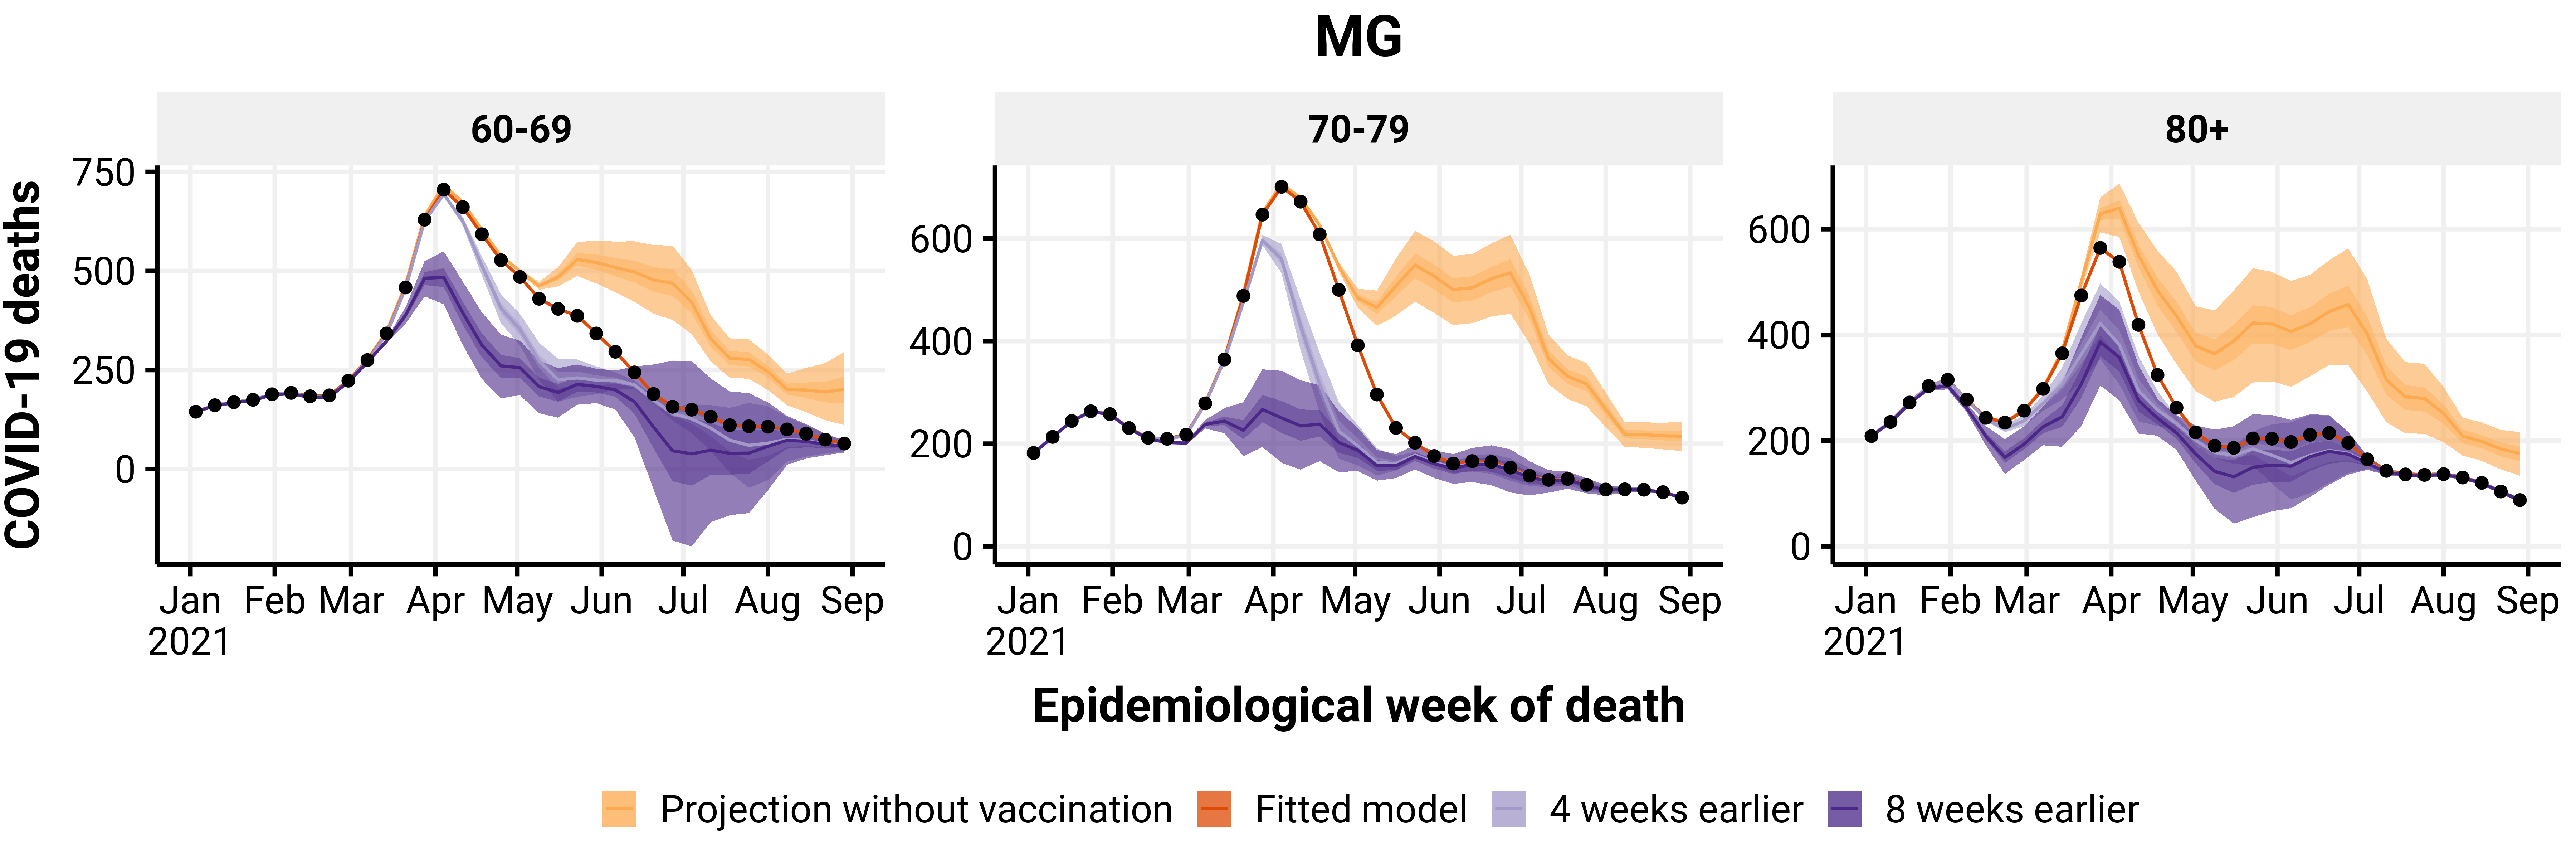 MG
60-69 70-79 80+
COVID-19 deaths
750
500
250
0
600
400
200
0
600
400
200
0
Jan Feb Mar Apr May Jun Jul Aug Sep
2021
Jan Feb Mar Apr May Jun Jul Aug Sep
2021
Jan Feb Mar Apr May Jun Jul Aug Sep
2021
Epidemiological week of death
Projection without vaccination Fitted model 4 weeks earlier 8 weeks earlier